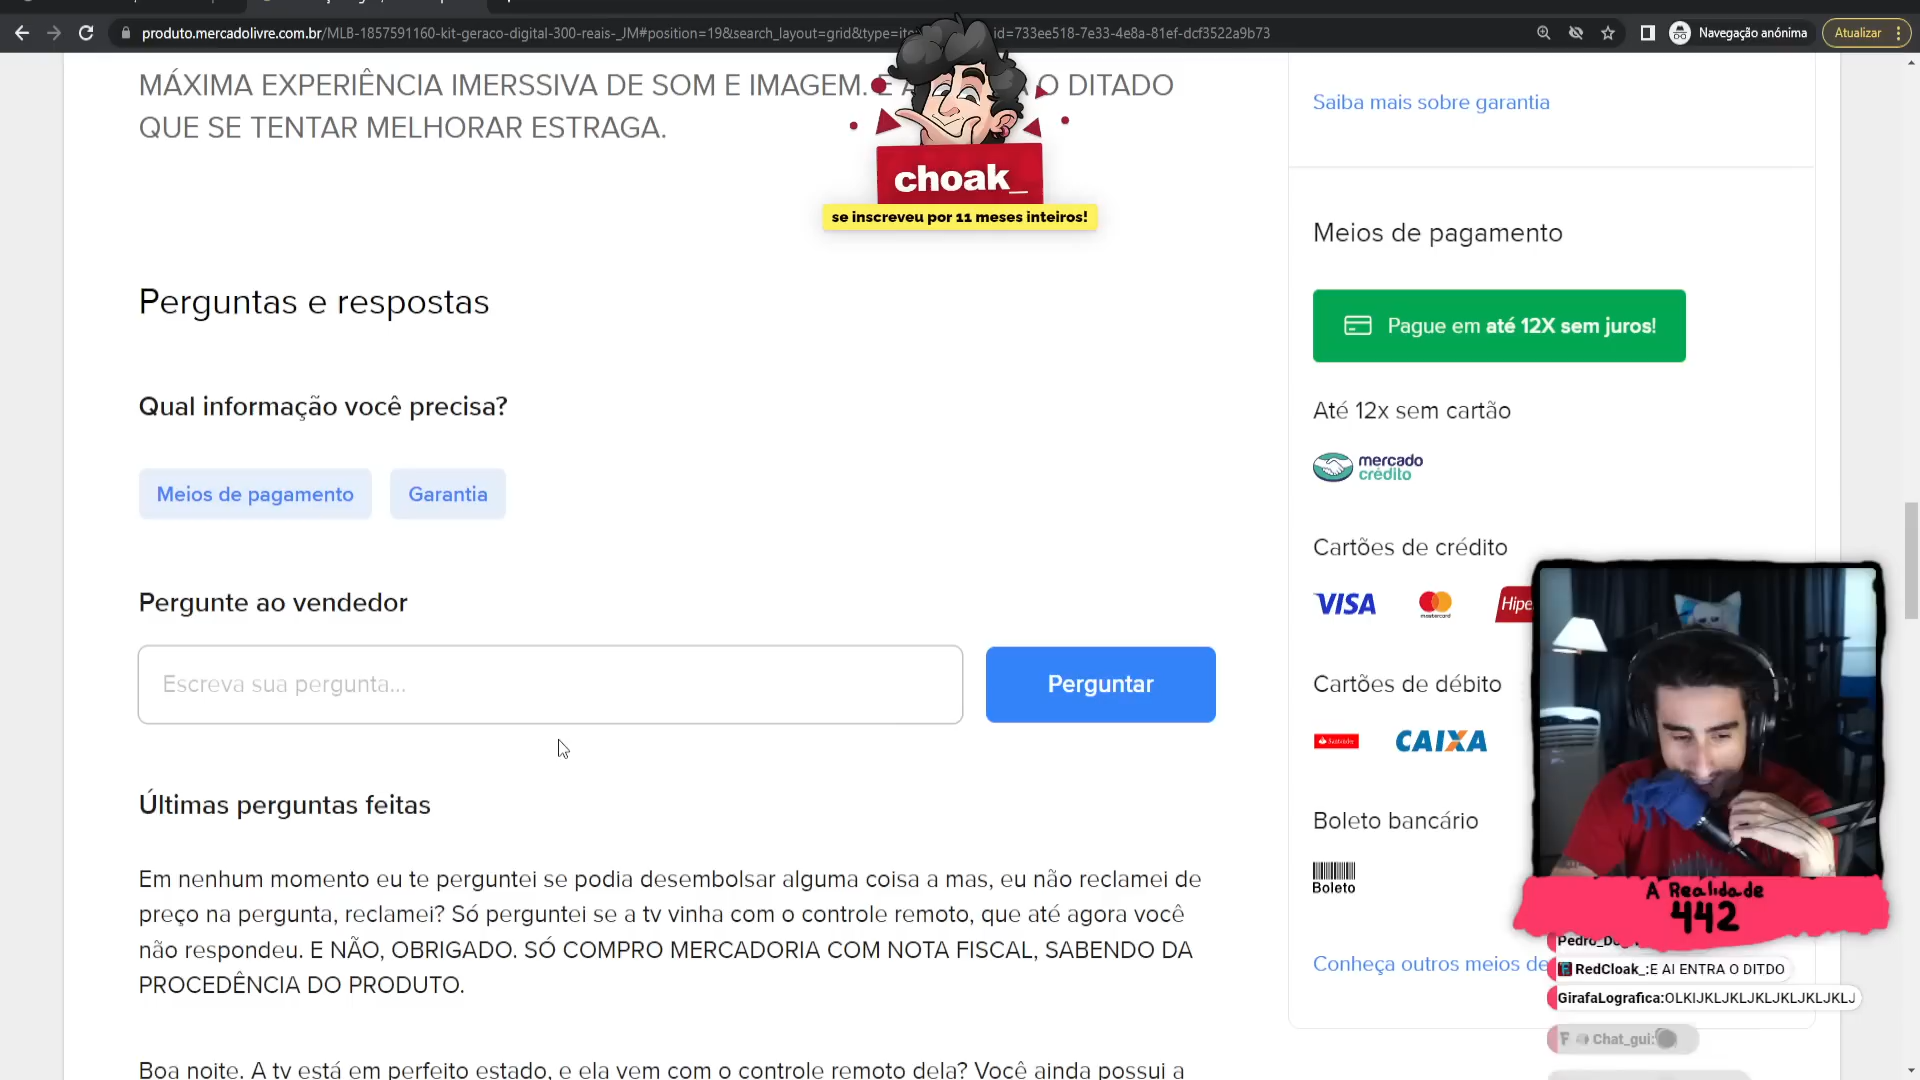 produto.mercadolivre.com.br/MLB-1857591160-kit-geraco-digital-300-reais-_JM#position=19&search_layout=grid&type=ite id=733ee518-7e33-4e8a-81ef-dcf3522a9b73
Navegação anónima
Atualizar
MÁXIMA EXPERIÊNCIA IMERSSIVA DE SOM E IMAGEM. E A O DITADO
QUE SE TENTAR MELHORAR ESTRAGA.
choak_
se inscreveu por 11 meses inteiros!
Perguntas e respostas
Qual informação você precisa?
Meios de pagamento
Garantia
Pergunte ao vendedor
Escreva sua pergunta...
Perguntar
Últimas perguntas feitas
Em nenhum momento eu te perguntei se podia desembolsar alguma coisa a mas, eu não reclamei de
preço na pergunta, reclamei? Só perguntei se a tv vinha com o controle remoto, que até agora você
não respondeu. E NÃO, OBRIGADO. SÓ COMPRO MERCADORIA COM NOTA FISCAL, SABENDO DA
PROCEDÊNCIA DO PRODUTO.
Boa noite. A tv está em perfeito estado, e ela vem com o controle remoto dela? Você ainda possui a
Saiba mais sobre garantia
Meios de pagamento
Pague em até 12X sem juros!
Até 12x sem cartão
mercado
crédito
Cartões de crédito
VISA
mastercard
Hipe
Cartões de débito
Santander
CAIXA
Boleto bancário
Boleto
Conheça outros meios de
A Realidade
442
RedCloak_:E AI ENTRA O DITDO
GirafaLografica:OLKIJKLJKLJKLJKLJKLJKLJ
Chat_gui: